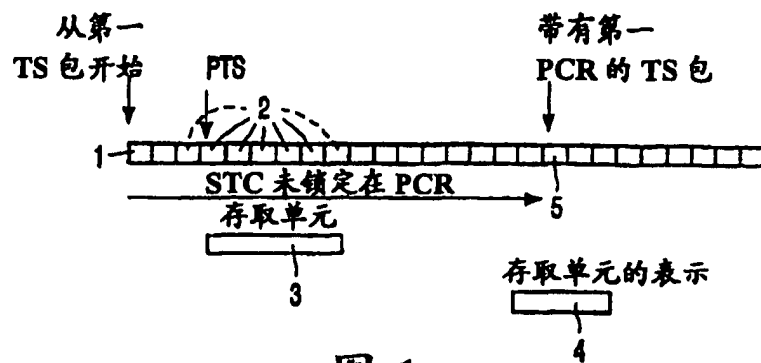 从第一
TS 包开始
PTS
带有第一
PCR 的 TS 包
2
1
STC 未锁定在 PCR
5
存取单元
3
存取单元的表示
4